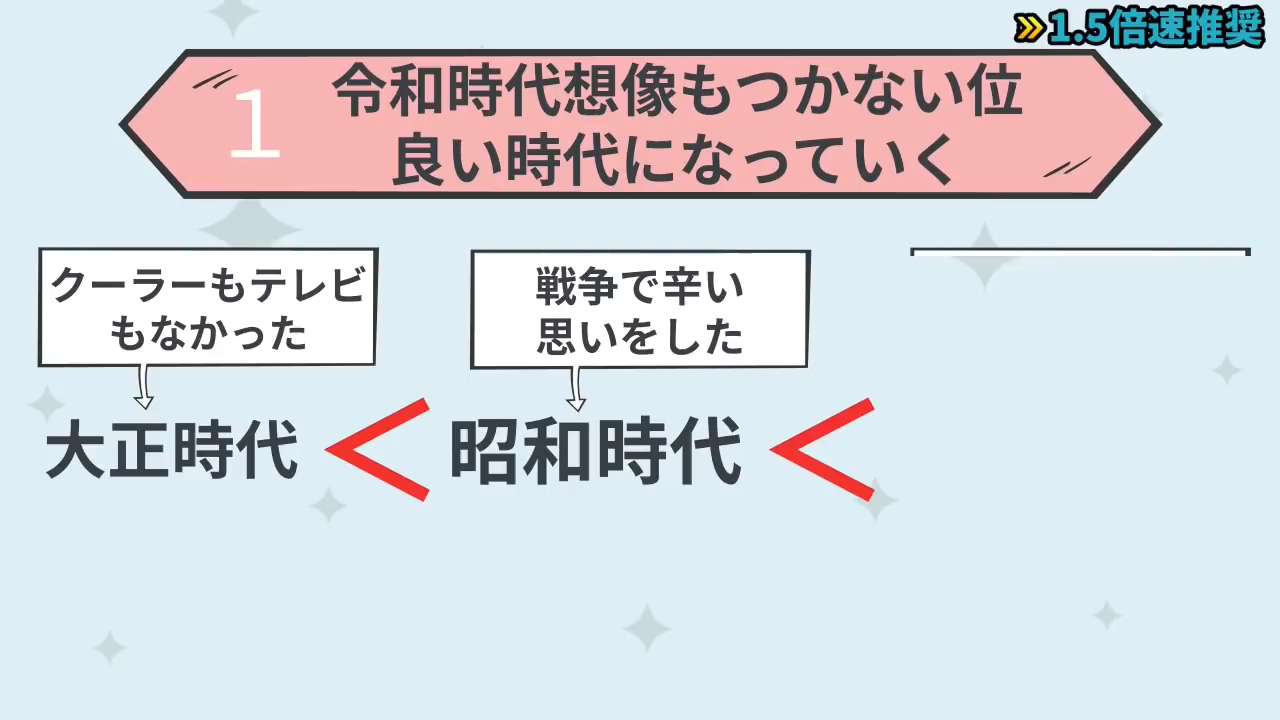 1.5倍速推奨
1
令和時代想像もつかない位
良い時代になっていく
クーラーもテレビ
もなかった
戦争で辛い
思いをした
大正時代 < 昭和時代 <